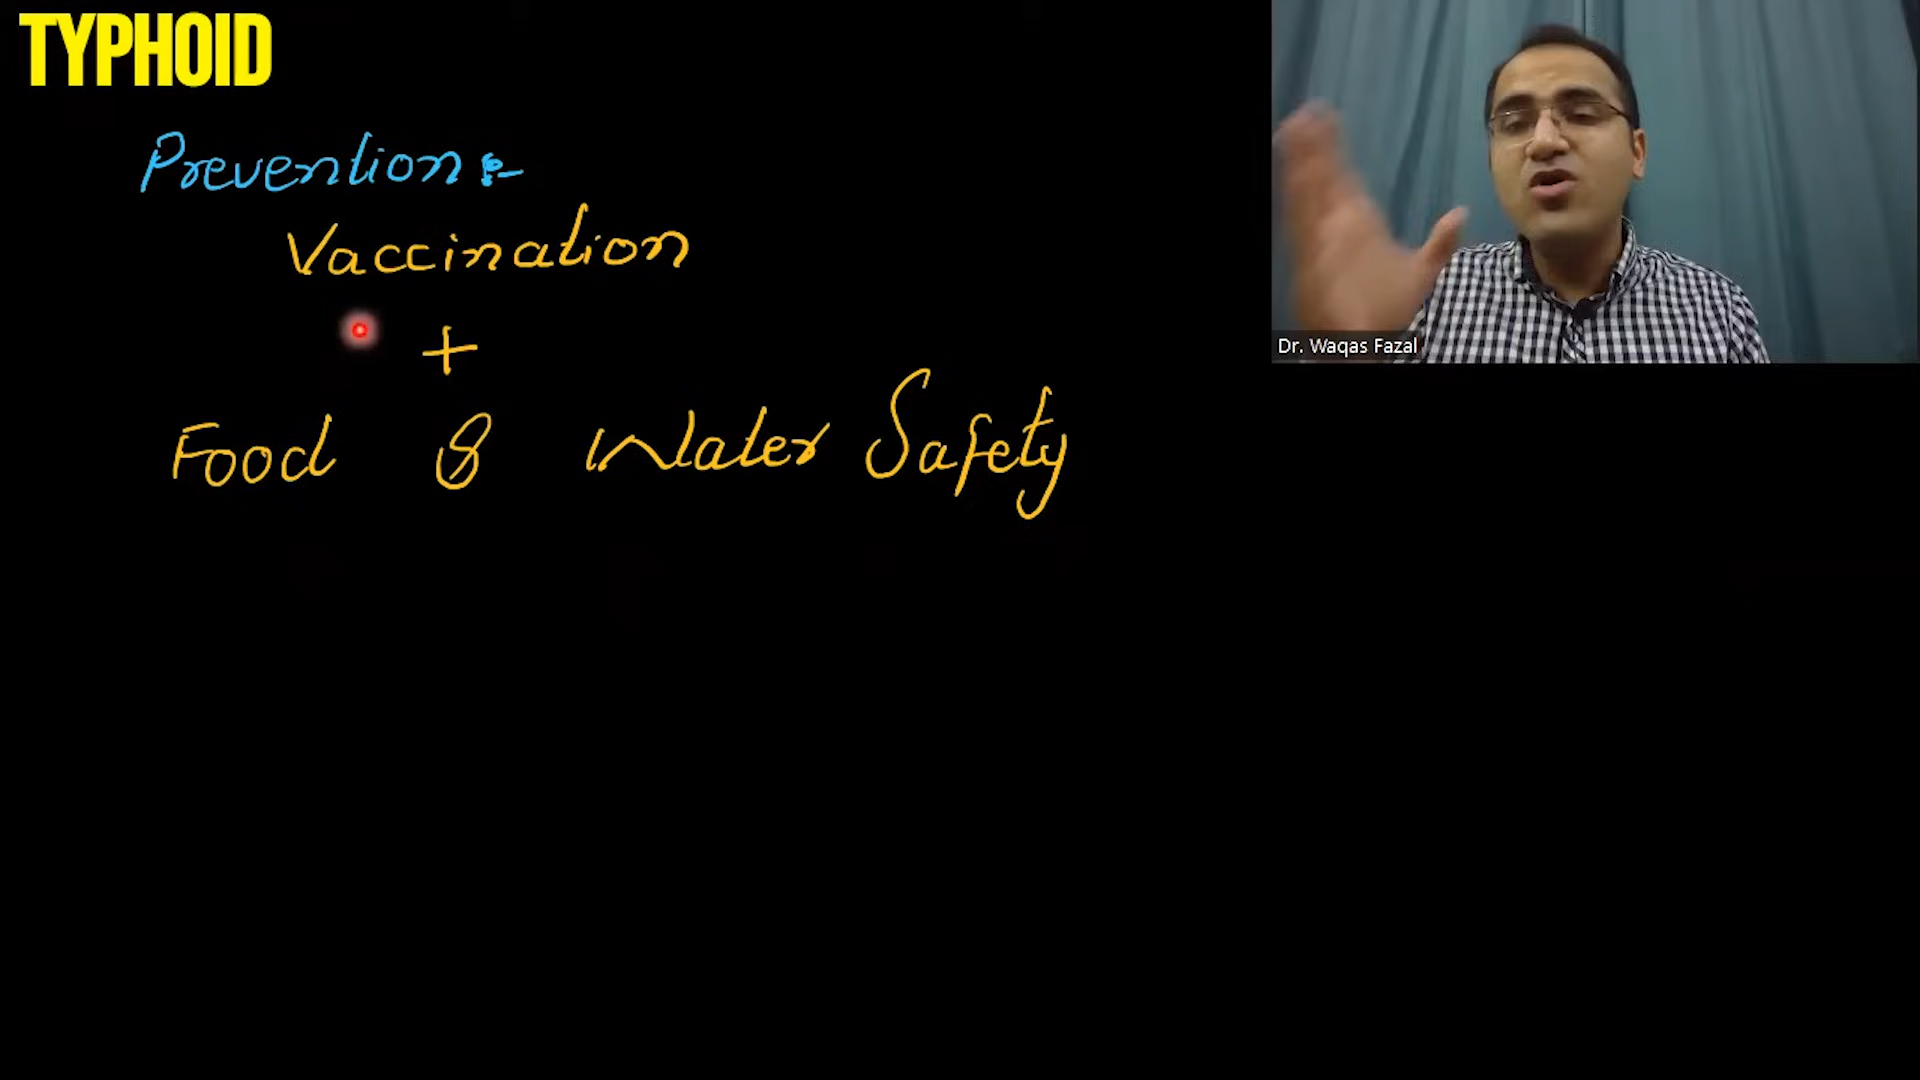 TYPHOID
Prevention:-
Vaccination
+
Food & Water Safety
Dr. Waqas Fazal